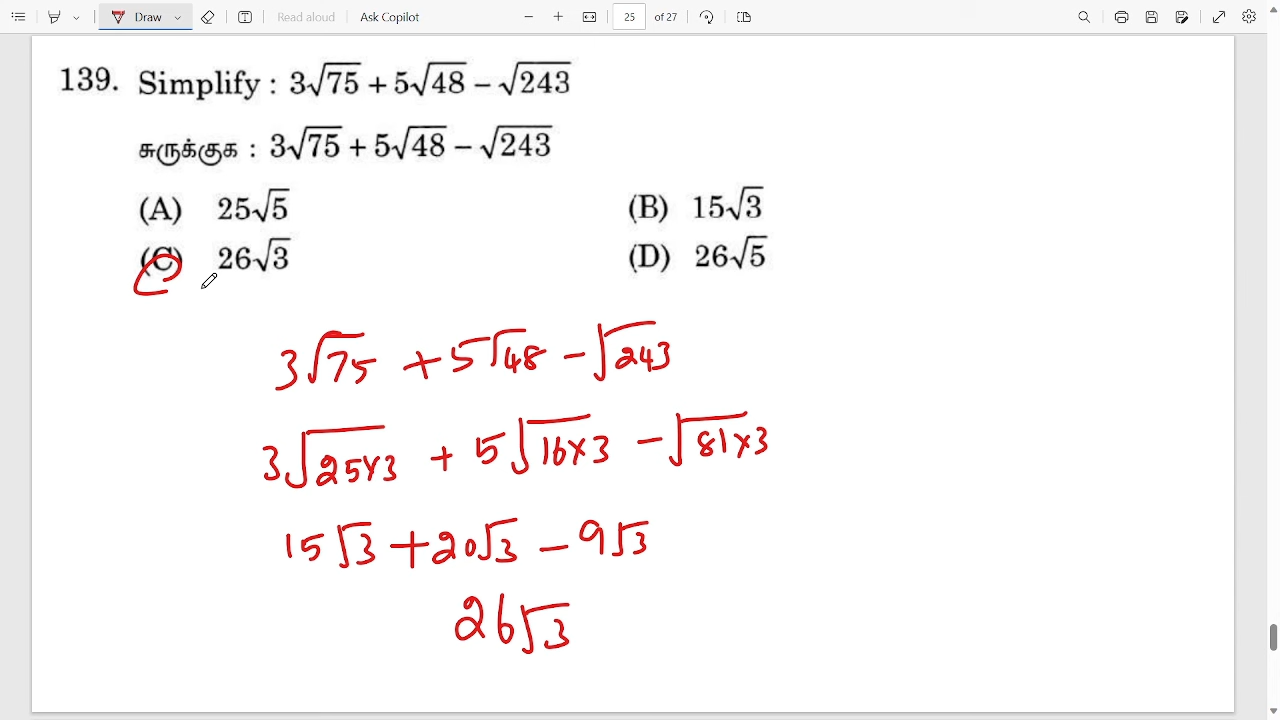 Draw Read aloud Ask Copilot 25 of 27
139. Simplify : 3√75 + 5√48 – √243
சுருக்குக : 3√75 + 5√48 – √243
(A) 25√5 (B) 15√3
(C) 26√3 (D) 26√5
3√75 + 5√48 – √243
3√25×3 + 5√16×3 – √81×3
15√3 + 20√3 – 9√3
26√3